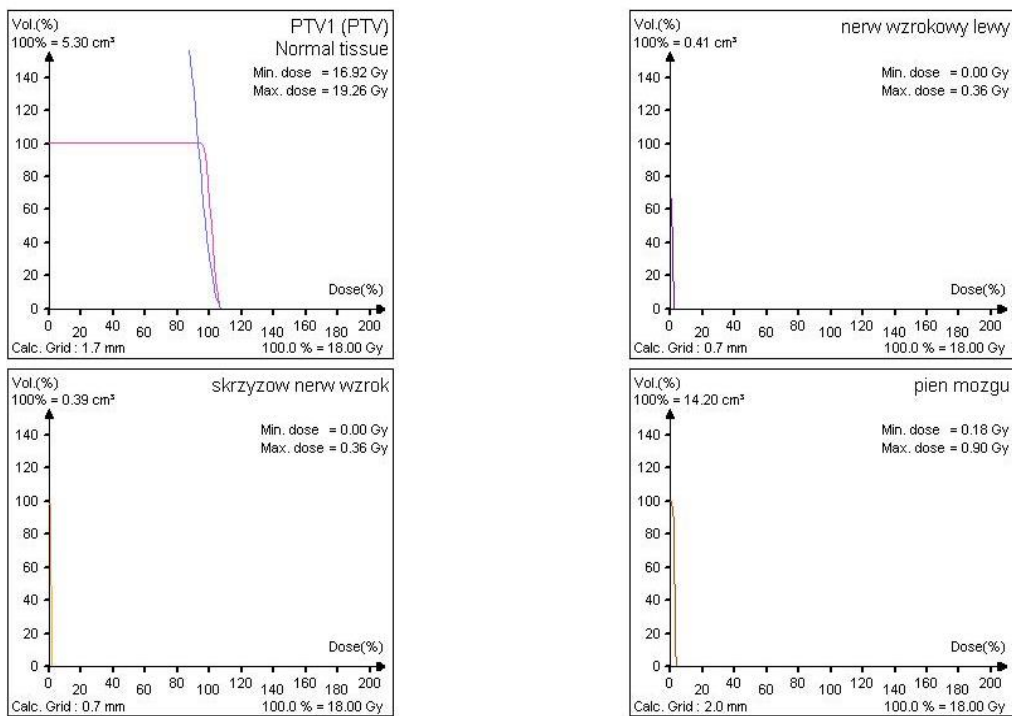 Vol.(%)
PTV1 (PTV)
100% = 5.30 cm³
Normal tissue
Min. dose = 16.92 Gy
Max. dose = 19.26 Gy
140
120
100
80
60
40
20
0
Dose(%)
0 20 40 60 80 100 120 140 160 180 200
Calc. Grid : 1.7 mm
100.0 % = 18.00 Gy
Vol.(%)
nerw wzrokowy lewy
100% = 0.41 cm³
Min. dose = 0.00 Gy
Max. dose = 0.36 Gy
140
120
100
80
60
40
20
0
Dose(%)
0 20 40 60 80 100 120 140 160 180 200
Calc. Grid : 0.7 mm
100.0 % = 18.00 Gy
Vol.(%)
skrzyzow nerw wzrok
100% = 0.39 cm³
Min. dose = 0.00 Gy
Max. dose = 0.36 Gy
140
120
100
80
60
40
20
0
Dose(%)
0 20 40 60 80 100 120 140 160 180 200
Calc. Grid : 0.7 mm
100.0 % = 18.00 Gy
Vol.(%)
pien mozgu
100% = 14.20 cm³
Min. dose = 0.18 Gy
Max. dose = 0.90 Gy
140
120
100
80
60
40
20
0
Dose(%)
0 20 40 60 80 100 120 140 160 180 200
Calc. Grid : 2.0 mm
100.0 % = 18.00 Gy